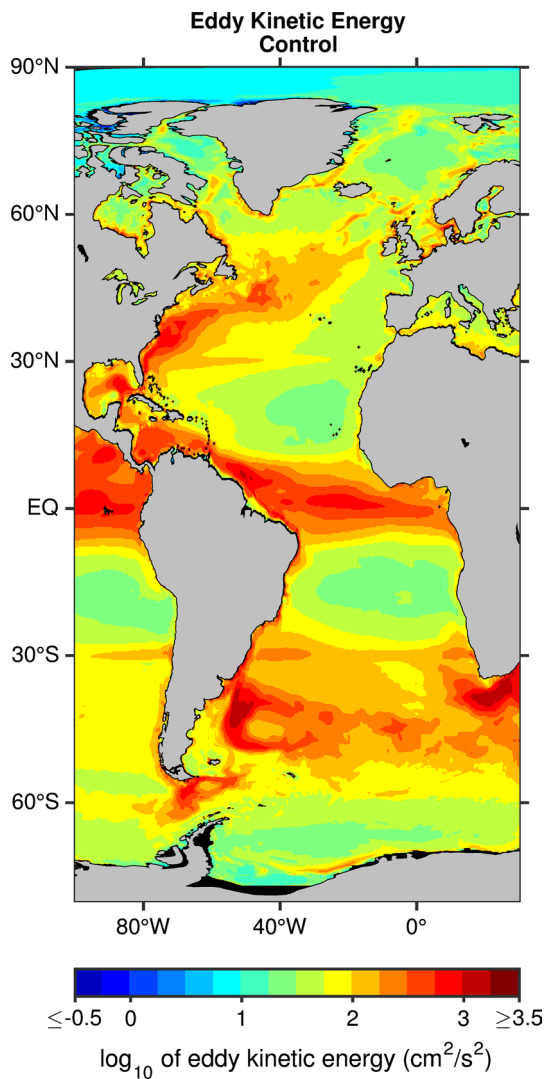 Eddy Kinetic Energy
Control
90°N
60°N
30°N
EQ
30°S
60°S
80°W 40°W 0°
≤-0.5 0 1 2 3 ≥3.5
log₁₀ of eddy kinetic energy (cm²/s²)